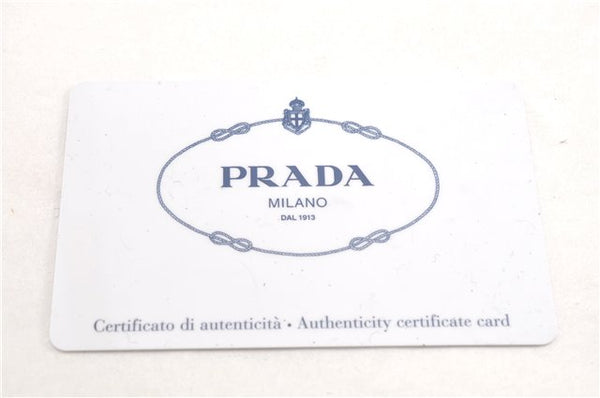 PRADA
MILANO
DAL 1913
Certificato di autenticità • Authenticity certificate card